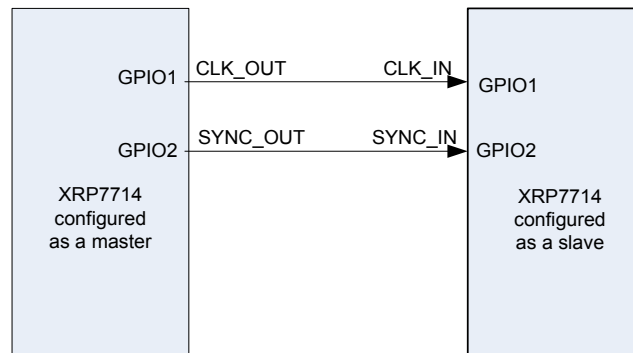 GPIO1 CLK_OUT CLK_IN GPIO1
GPIO2 SYNC_OUT SYNC_IN GPIO2
XRP7714
configured
as a master
XRP7714
configured
as a slave